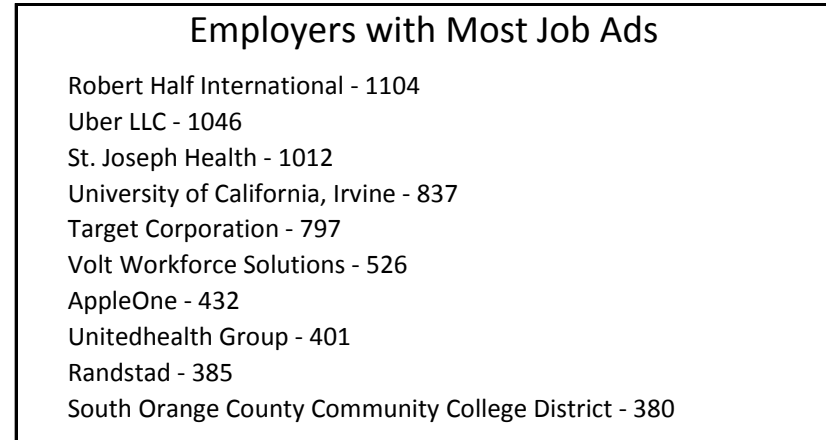 Employers with Most Job Ads
Robert Half International - 1104
Uber LLC - 1046
St. Joseph Health - 1012
University of California, Irvine - 837
Target Corporation - 797
Volt Workforce Solutions - 526
AppleOne - 432
Unitedhealth Group - 401
Randstad - 385
South Orange County Community College District - 380